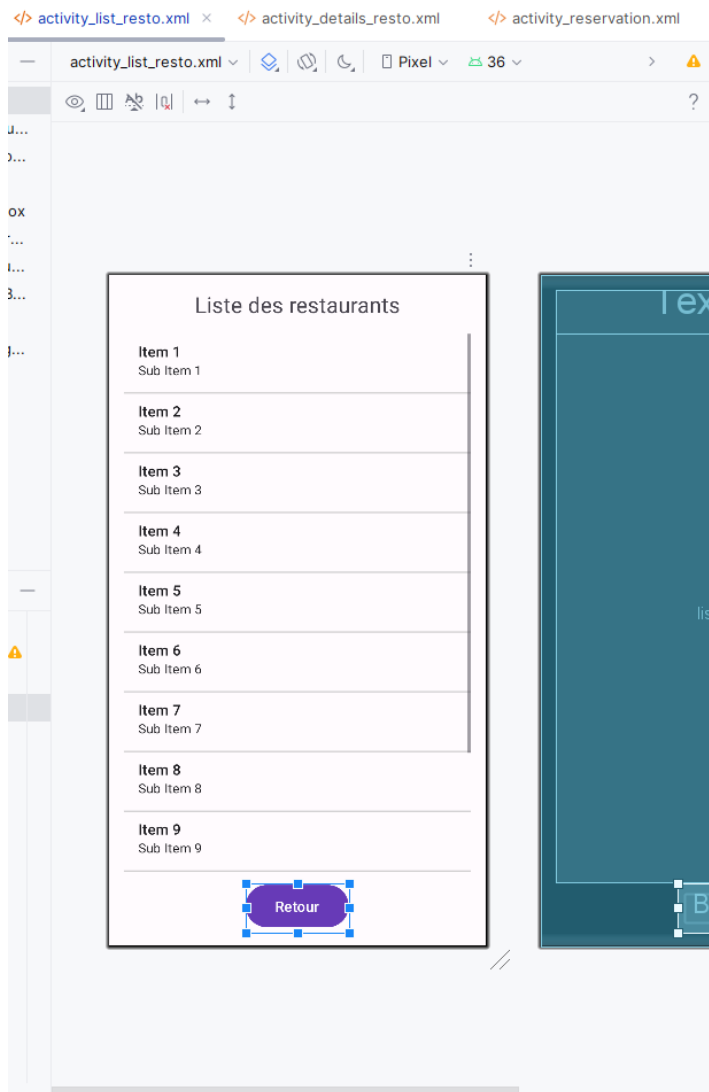 activity_list_resto.xml
activity_details_resto.xml
activity_reservation.xml
activity_list_resto.xml
Pixel
36
?
ox
Liste des restaurants
Item 1
Sub Item 1
Item 2
Sub Item 2
Item 3
Sub Item 3
Item 4
Sub Item 4
Item 5
Sub Item 5
Item 6
Sub Item 6
Item 7
Sub Item 7
Item 8
Sub Item 8
Item 9
Sub Item 9
Retour
Tex
lis
B